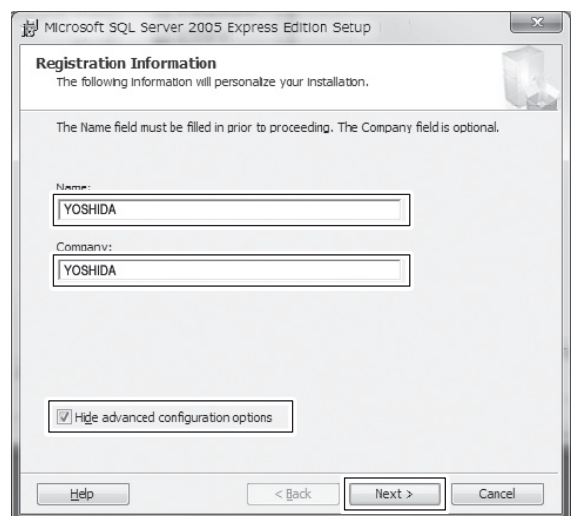 Microsoft SQL Server 2005 Express Edition Setup
Registration Information
The following information will personalize your installation.
The Name field must be filled in prior to proceeding. The Company field is optional.
Name:
YOSHIDA
Company:
YOSHIDA
Hide advanced configuration options
Help
< Back
Next >
Cancel